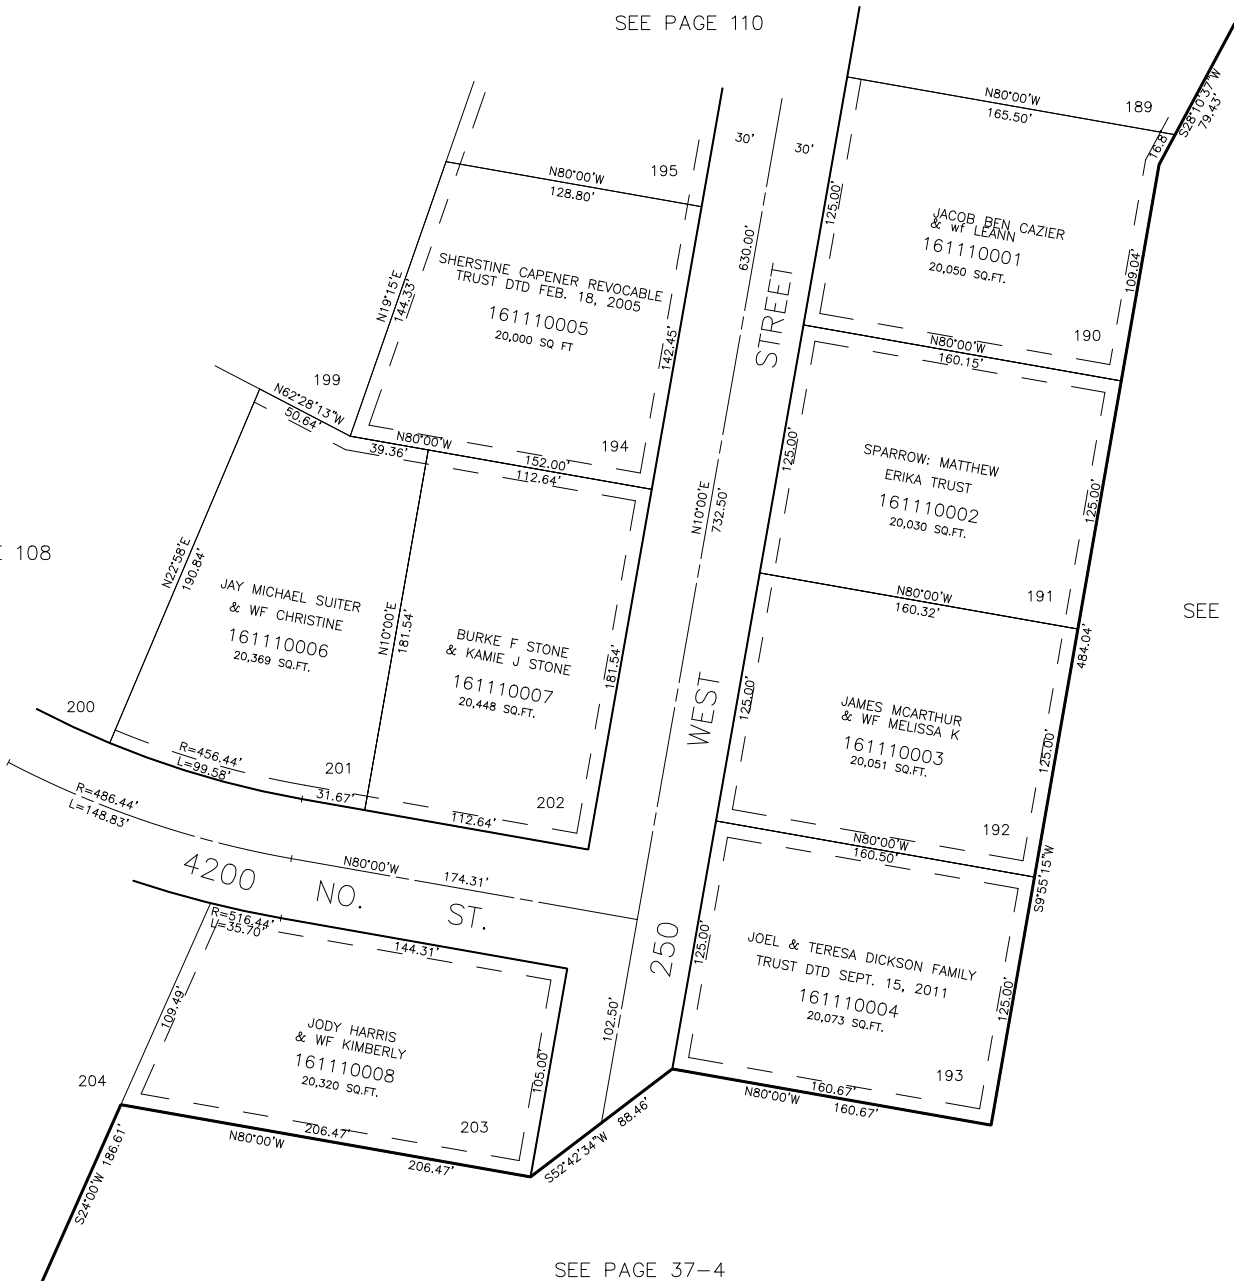 SEE PAGE 110
N80°00'W
165.50'
189
S28°10'37"W
79.43'
16.8'
30'
30'
195
N80°00'W
128.80'
125.00'
JACOB BEN CAZIER
& wf LEANN
161110001
20,050 SQ.FT.
109.04'
190
630.00'
STREET
N19°15'E
144.33'
SHERSTINE CAPENER REVOCABLE
TRUST DTD FEB. 18, 2005
161110005
20,000 SQ FT
142.45'
N80°00'W
160.15'
199
N62°28'13"W
50.64'
N80°00'W
39.36'
194
152.00'
112.64'
125.00'
SPARROW: MATTHEW
ERIKA TRUST
161110002
20,030 SQ.FT.
125.00'
N10°00'E
732.50'
108
N22°58'E
190.84'
JAY MICHAEL SUITER
& WF CHRISTINE
161110006
20,369 SQ.FT.
N10°00'E
181.54'
BURKE F STONE
& KAMIE J STONE
161110007
20,448 SQ.FT.
181.54'
N80°00'W
160.32'
191
SEE
484.04'
WEST
125.00'
JAMES MCARTHUR
& WF MELISSA K
161110003
20,051 SQ.FT.
125.00'
200
R=456.44'
L=99.58'
201
31.67'
202
112.64'
R=486.44'
L=148.83'
192
N80°00'W
160.50'
S9°55'15"W
4200 NO. ST.
N80°00'W
174.31'
R=516.44'
L=35.70'
144.31'
250
125.00'
JOEL & TERESA DICKSON FAMILY
TRUST DTD SEPT. 15, 2011
161110004
20,073 SQ.FT.
125.00'
109.49'
JODY HARRIS
& WF KIMBERLY
161110008
20,320 SQ.FT.
105.00'
102.50'
193
160.67'
N80°00'W
160.67'
204
203
206.47'
N80°00'W
206.47'
S52°42'34"W 88.46'
S24°00'W 186.61'
SEE PAGE 37-4